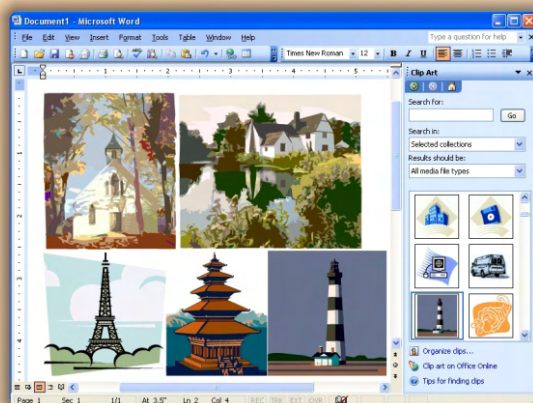 Document1 - Microsoft Word
File Edit View Insert Format Tools Table Window Help
Type a question for help
Times New Roman 12 B I U
Clip Art
Search for:
Go
Search in:
Selected collections
Results should be:
All media file types
Organize clips...
Clip art on Office Online
Tips for finding clips
Page 1 Sec 1 1/1 At 3.5" Ln 2 Col 4 REC TRK EXT OVR